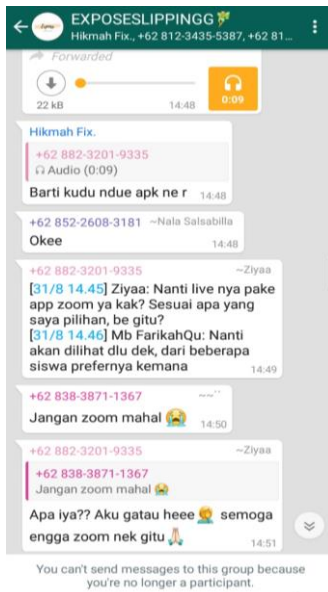 EXPOSESLIPPINGG
Hikmah Fix., +62 812-3435-5387, +62 81...
Forwarded
22 kB 14:48 0:09
Hikmah Fix.
+62 882-3201-9335
Audio (0:09)
Barti kudu ndue apk ne r 14:48
+62 852-2608-3181 ~Nala Salsabilla
Okee 14:48
+62 882-3201-9335 ~Ziyaa
[31/8 14.45] Ziyaa: Nanti live nya pake
app zoom ya kak? Sesuai apa yang
saya pilihan, be gitu?
[31/8 14.46] Mb FarikahQu: Nanti
akan dilihat dlu dek, dari beberapa
siswa prefernya kemana 14:49
+62 838-3871-1367 ~~¨
Jangan zoom mahal 😭 14:50
+62 882-3201-9335 ~Ziyaa
+62 838-3871-1367
Jangan zoom mahal 😭
Apa iya?? Aku gatau heee semoga
engga zoom nek gitu 🙏🏻 14:51
You can't send messages to this group because
you're no longer a participant.